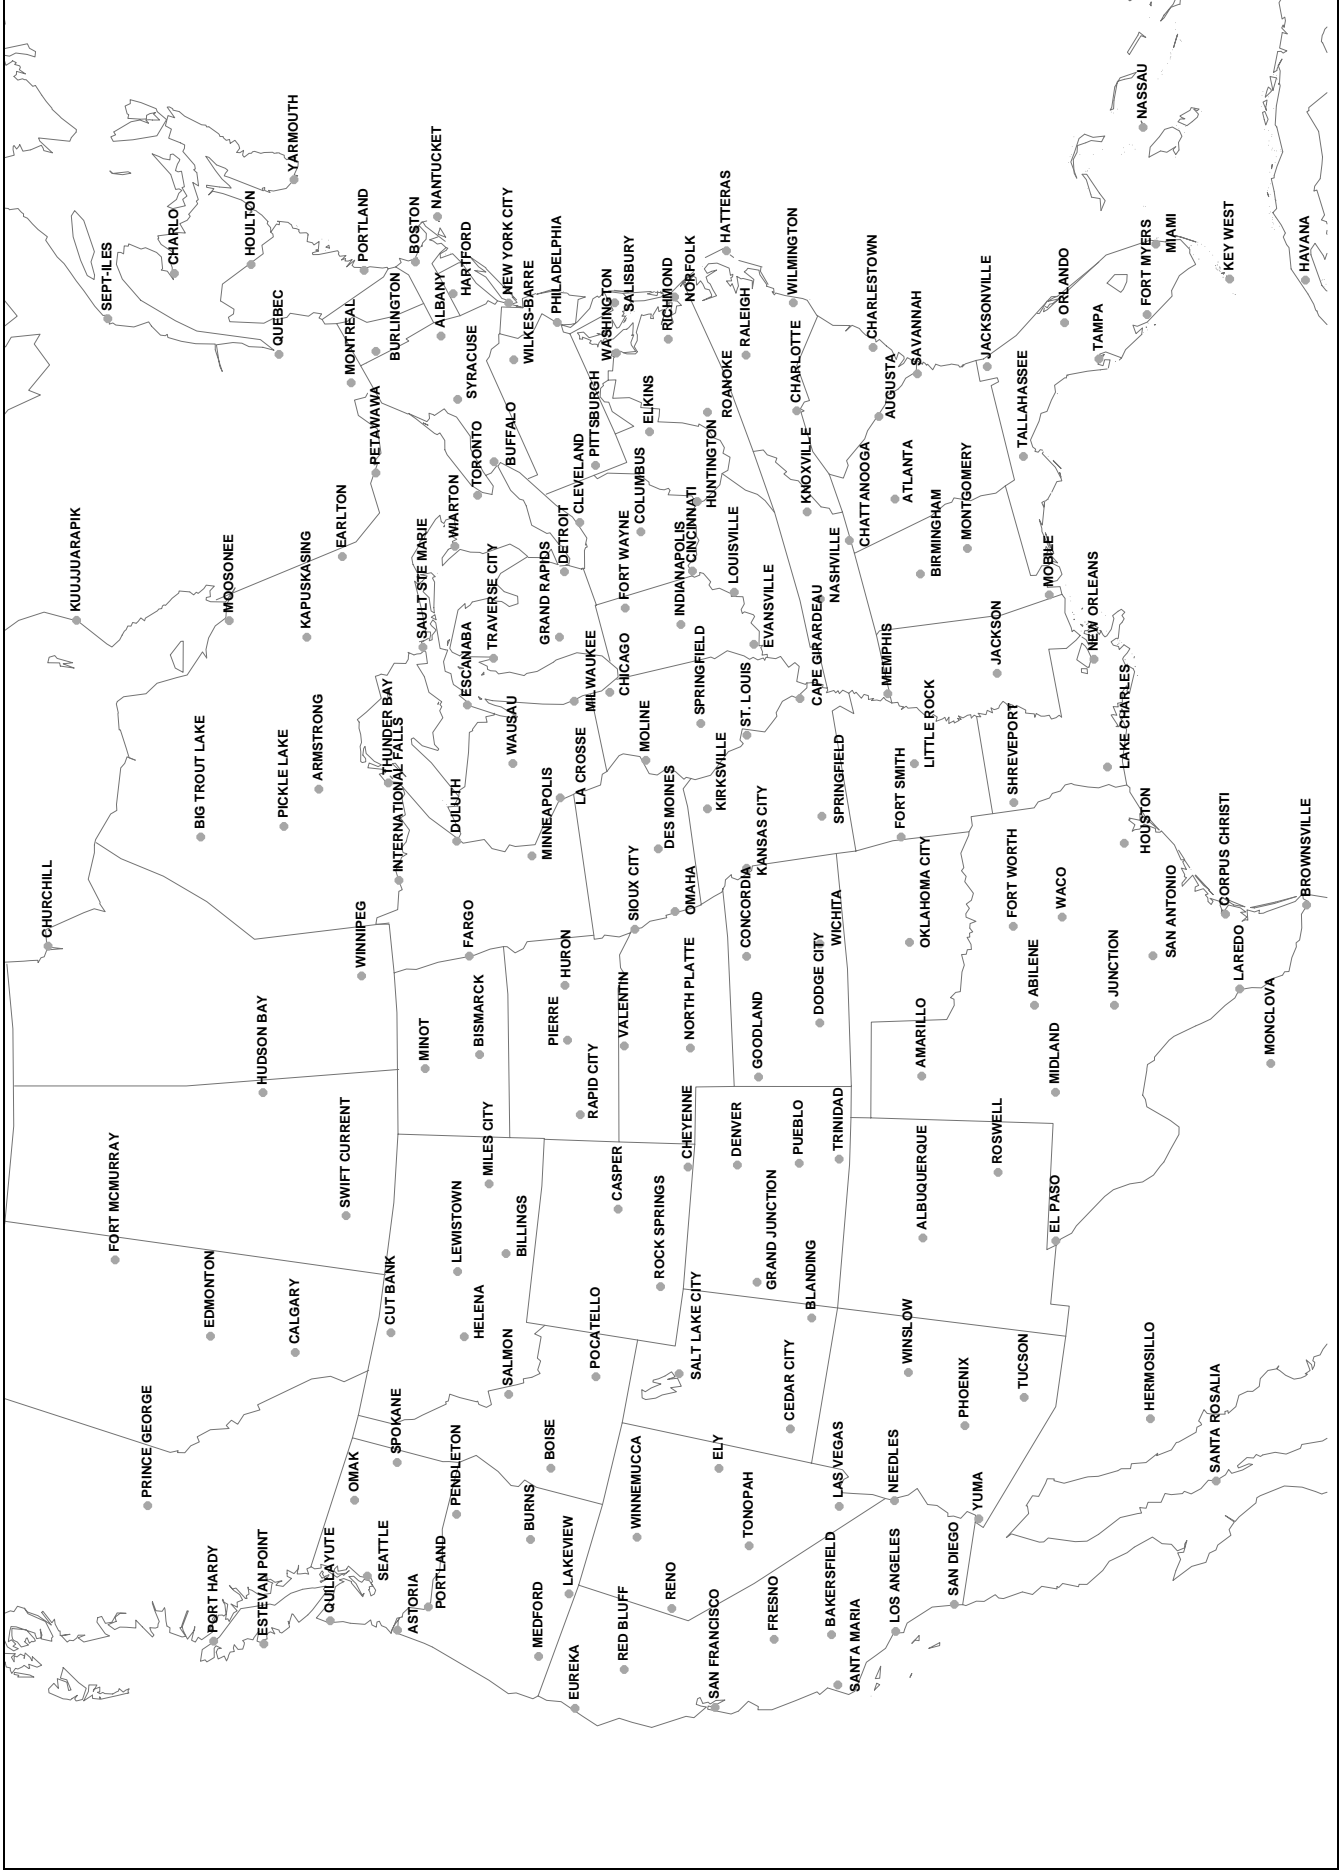 CHURCHILL
KUUJJUARAPIK
SEPT-ILES
FORT MCMURRAY
PRINCE GEORGE
CHARLO
BIG TROUT LAKE
PORT HARDY
EDMONTON
MOOSONEE
HOULTON
ESTEVAN POINT
HUDSON BAY
QUEBEC
PICKLE LAKE
CALGARY
YARMOUTH
KAPUSKASING
ARMSTRONG
QUILLAYUTE
EARLTON
SWIFT CURRENT
OMAK
MONTREAL
WINNIPEG
PORTLAND
PETAWAWA
SEATTLE
THUNDER BAY
CUT BANK
BURLINGTON
SPOKANE
INTERNATIONAL FALLS
ASTORIA
BOSTON
SAULT STE MARIE
MINOT
NANTUCKET
PORTLAND
ALBANY
WIARTON
PENDLETON
LEWISTOWN
DULUTH
HARTFORD
ESCANABA
FARGO
SYRACUSE
TORONTO
HELENA
BISMARCK
MILES CITY
TRAVERSE CITY
SALMON
NEW YORK CITY
BUFFALO
WAUSAU
BILLINGS
BURNS
WILKES-BARRE
MEDFORD
GRAND RAPIDS
MINNEAPOLIS
BOISE
PIERRE
PHILADELPHIA
DETROIT
HURON
LAKEVIEW
EUREKA
CLEVELAND
LA CROSSE
MILWAUKEE
RAPID CITY
POCATELLO
PITTSBURGH
WASHINGTON
CASPER
RED BLUFF
VALENTIN
CHICAGO
FORT WAYNE
SALISBURY
WINNEMUCCA
SIOUX CITY
COLUMBUS
MOLINE
ELKINS
ROCK SPRINGS
RENO
DES MOINES
RICHMOND
INDIANAPOLIS
CHEYENNE
NORTH PLATTE
OMAHA
CINCINNATI
NORFOLK
SALT LAKE CITY
SPRINGFIELD
HUNTINGTON
SAN FRANCISCO
ELY
KIRKSVILLE
ROANOKE
HATTERAS
DENVER
LOUISVILLE
TONOPAH
CONCORDIA
ST. LOUIS
RALEIGH
GOODLAND
KANSAS CITY
EVANSVILLE
FRESNO
GRAND JUNCTION
CEDAR CITY
WILMINGTON
CHARLOTTE
PUEBLO
KNOXVILLE
BLANDING
CAPE GIRARDEAU
DODGE CITY
BAKERSFIELD
NASHVILLE
WICHITA
LAS VEGAS
TRINIDAD
SPRINGFIELD
SANTA MARIA
CHATTANOOGA
CHARLESTOWN
MEMPHIS
AUGUSTA
LOS ANGELES
NEEDLES
FORT SMITH
WINSLOW
ATLANTA
SAVANNAH
ALBUQUERQUE
AMARILLO
OKLAHOMA CITY
LITTLE ROCK
BIRMINGHAM
SAN DIEGO
PHOENIX
MONTGOMERY
YUMA
JACKSONVILLE
ROSWELL
JACKSON
FORT WORTH
SHREVEPORT
TUCSON
TALLAHASSEE
ABILENE
MOBILE
EL PASO
MIDLAND
WACO
ORLANDO
NEW ORLEANS
TAMPA
JUNCTION
LAKE CHARLES
NASSAU
FORT MYERS
HOUSTON
HERMOSILLO
SAN ANTONIO
MIAMI
SANTA ROSALIA
CORPUS CHRISTI
KEY WEST
LAREDO
MONCLOVA
BROWNSVILLE
HAVANA